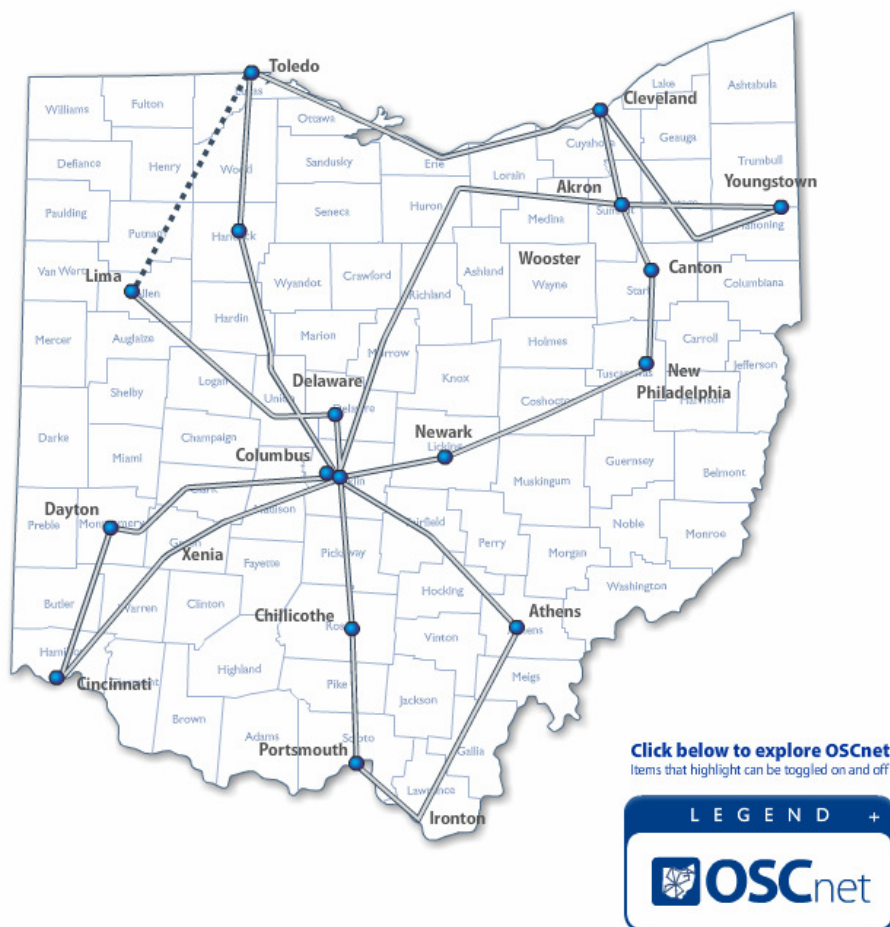 Toledo
Lucas
Lake
Cleveland
Ashtabula
Williams
Fulton
Ottawa
Cuyahoga
Geauga
Defiance
Henry
Wood
Sandusky
Erie
Lorain
Trumbull
Akron
Youngstown
Paulding
Seneca
Huron
Medina
Summit
Mahoning
Putnam
Hancock
Van Wert
Lima
Allen
Wyandot
Crawford
Richland
Ashland
Wooster
Wayne
Canton
Stark
Columbiana
Mercer
Auglaize
Hardin
Marion
Morrow
Holmes
Carroll
Jefferson
Logan
Union
Delaware
Delaware
Knox
Coshocton
Tuscarawas
New
Philadelphia
Harrison
Shelby
Darke
Miami
Champaign
Columbus
Newark
Licking
Muskingum
Guernsey
Belmont
Dayton
Preble
Montgomery
Clark
Madison
Xenia
Fayette
Pickaway
Fairfield
Perry
Morgan
Noble
Monroe
Washington
Butler
Warren
Clinton
Chillicothe
Ross
Hocking
Vinton
Athens
Athens
Hamilton
Cincinnati
Highland
Pike
Jackson
Meigs
Brown
Adams
Portsmouth
Scioto
Gallia
Lawrence
Ironton
Click below to explore OSCnet
Items that highlight can be toggled on and off
LEGEND +
OSCnet